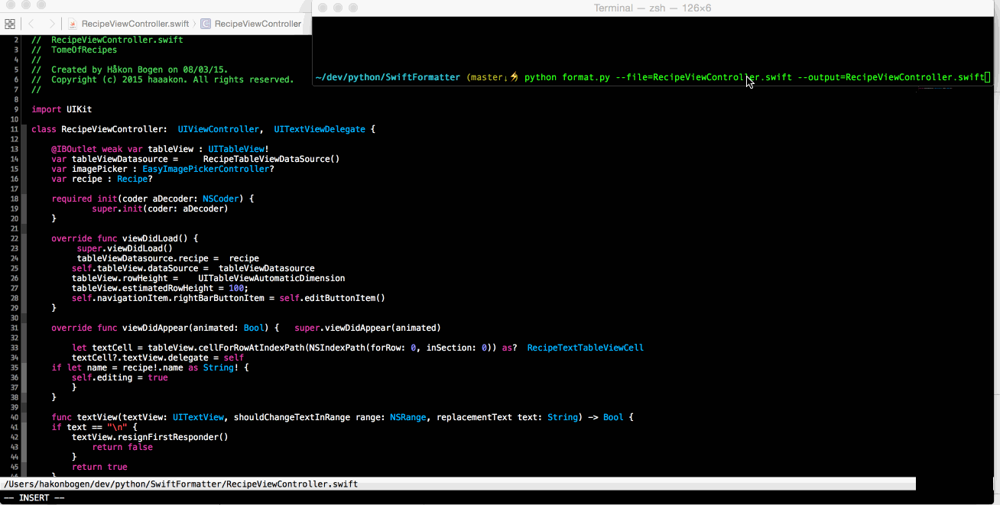 Terminal — zsh — 126×6
RecipeViewController.swift RecipeViewController
~/dev/python/SwiftFormatter (master↓⚡ python format.py --file=RecipeViewController.swift --output=RecipeViewController.swift
2 //  RecipeViewController.swift
3 //  TomeOfRecipes
4 //
5 //  Created by Håkon Bogen on 08/03/15.
6 //  Copyright (c) 2015 haaakon. All rights reserved.
7 //
8
9 import UIKit
10
11 class RecipeViewController:  UIViewController,  UITextViewDelegate {
12
13     @IBOutlet weak var tableView : UITableView!
14     var tableViewDatasource =     RecipeTableViewDataSource()
15     var imagePicker : EasyImagePickerController?
16     var recipe : Recipe?
17
18     required init(coder aDecoder: NSCoder) {
19             super.init(coder: aDecoder)
20     }
21
22     override func viewDidLoad() {
23          super.viewDidLoad()
24          tableViewDatasource.recipe =  recipe
25         self.tableView.dataSource =  tableViewDatasource
26         tableView.rowHeight =    UITableViewAutomaticDimension
27         tableView.estimatedRowHeight = 100;
28         self.navigationItem.rightBarButtonItem = self.editButtonItem()
29     }
30
31     override func viewDidAppear(animated: Bool) {   super.viewDidAppear(animated)
32
33         let textCell = tableView.cellForRowAtIndexPath(NSIndexPath(forRow: 0, inSection: 0)) as?  RecipeTextTableViewCell
34         textCell?.textView.delegate = self
35     if let name = recipe!.name as String! {
36         self.editing = true
37         }
38     }
39
40     func textView(textView: UITextView, shouldChangeTextInRange range: NSRange, replacementText text: String) -> Bool {
41     if text == "\n" {
42         textView.resignFirstResponder()
43             return false
44         }
45         return true
46     }
/Users/hakonbogen/dev/python/SwiftFormatter/RecipeViewController.swift
-- INSERT --